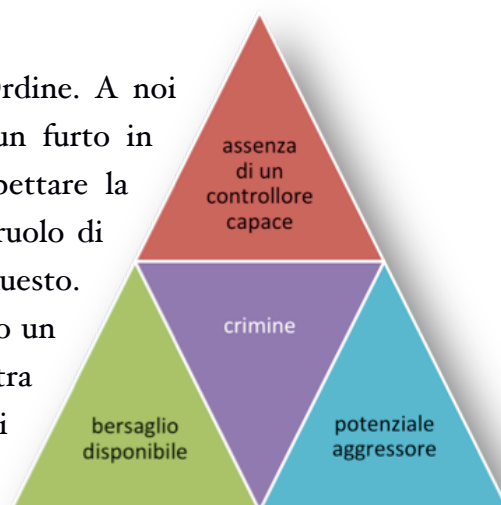 rdine. A noi
un furto in
pettare la
ruolo di
uesto.
o un
tra
i
assenza
di un
controllore
capace
crimine
bersaglio
disponibile
potenziale
aggressore